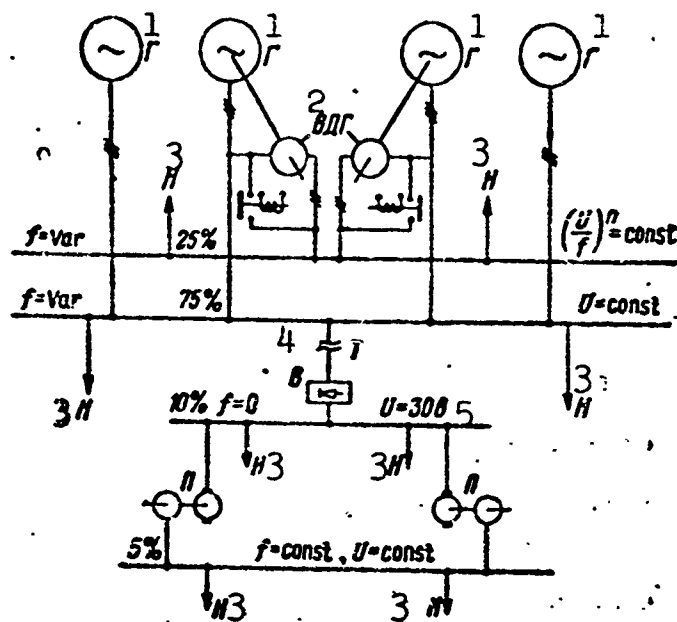 1 1 1 1
Г Г Г Г
2
ВДГ
3 3
Н Н
f=Var 25% (U/f)ⁿ=const
f=Var 75% U=const
4 T
3 Н В 3 Н
10% f=0 U=30В 5
Н3 3Н
П П
5% f=const, U=const
Н3 3 Н